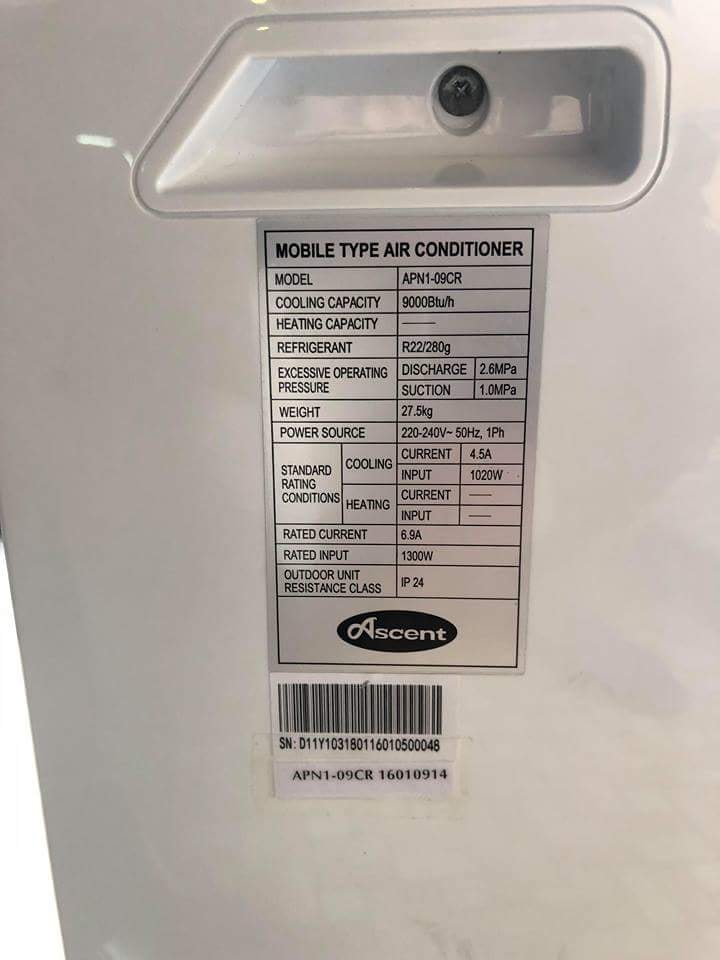 MOBILE TYPE AIR CONDITIONER
MODEL APN1-09CR
COOLING CAPACITY 9000Btu/h
HEATING CAPACITY ——
REFRIGERANT R22/280g
EXCESSIVE OPERATING PRESSURE DISCHARGE 2.6MPa
SUCTION 1.0MPa
WEIGHT 27.5kg
POWER SOURCE 220-240V~ 50Hz, 1Ph
STANDARD RATING CONDITIONS COOLING CURRENT 4.5A
INPUT 1020W
HEATING CURRENT ——
INPUT ——
RATED CURRENT 6.9A
RATED INPUT 1300W
OUTDOOR UNIT RESISTANCE CLASS IP 24
Ascent
SN: D11Y103180116010500048
APN1-09CR 16010914